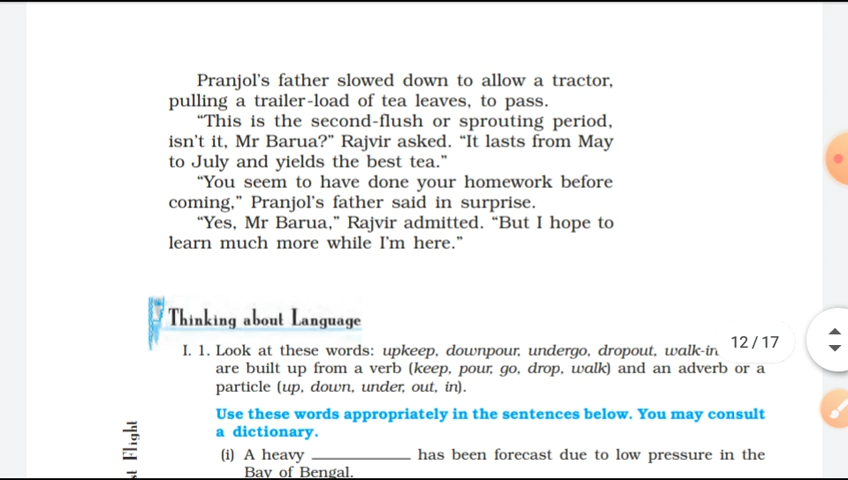 Pranjol's father slowed down to allow a tractor,
pulling a trailer-load of tea leaves, to pass.
“This is the second-flush or sprouting period,
isn't it, Mr Barua?” Rajvir asked. “It lasts from May
to July and yields the best tea.”
“You seem to have done your homework before
coming,” Pranjol's father said in surprise.
“Yes, Mr Barua,” Rajvir admitted. “But I hope to
learn much more while I'm here.”
Thinking about Language
12 / 17
I. 1. Look at these words: upkeep, downpour, undergo, dropout, walk-in
are built up from a verb (keep, pour, go, drop, walk) and an adverb or a
particle (up, down, under, out, in).
Use these words appropriately in the sentences below. You may consult
a dictionary.
(i) A heavy ____________ has been forecast due to low pressure in the
Bay of Bengal.
st Flight